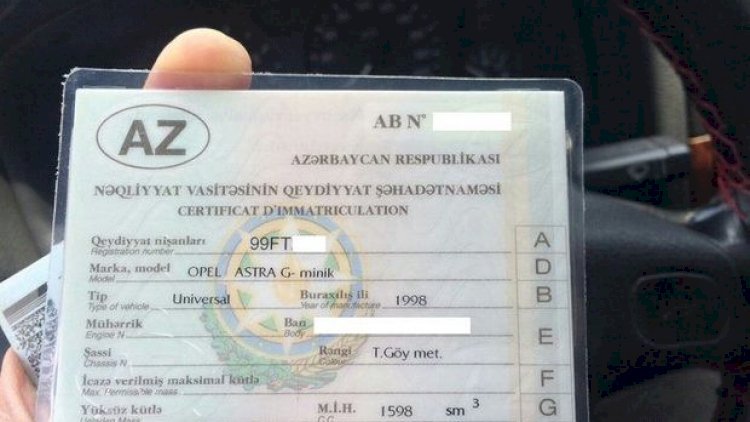 AZ
AB N°
AZƏRBAYCAN RESPUBLİKASI
NƏQLİYYAT VASİTƏSİNİN QEYDİYYAT ŞƏHADƏTNAMƏSİ
CERTIFICAT D'IMMATRICULATION
Qeydiyyat nişanları 99FT A
Registration number
Marka, model OPEL ASTRA G- minik D
Model
Tip Universal Buraxılış ili 1998 B
Type of vehicle Year of manufacture
Mühərrik Ban E
Engine N Body
Şassi Rəngi T.Göy met.
Chassis N Colour
İcazə verilmiş maksimal kütlə F
Max. Permissible mass
Yüksüz kütlə M.İ.H. 1598 sm³ G
Unladen Mass C.C.